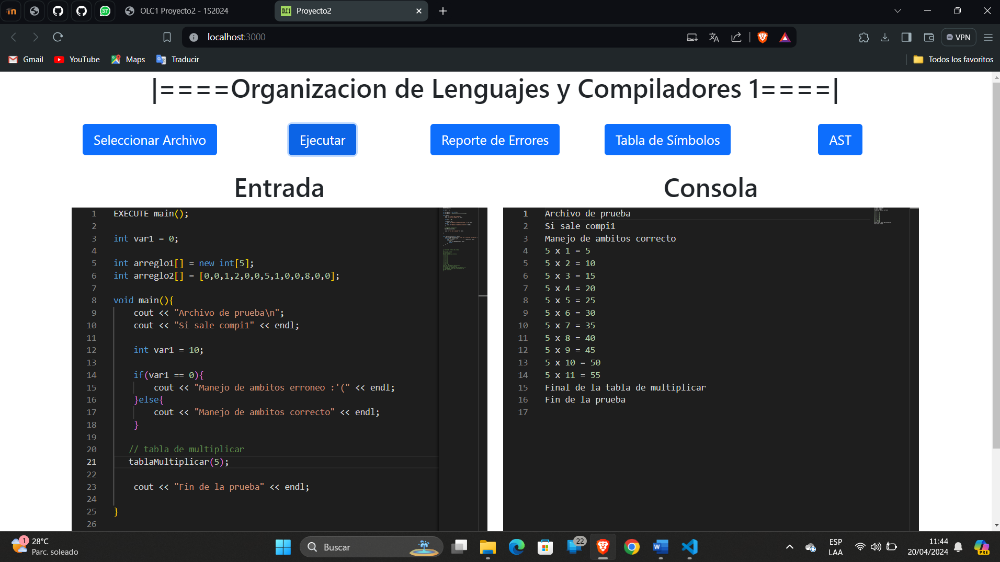 37
OLC1 Proyecto2 - 1S2024
OLC1
Proyecto2
localhost:3000
VPN
Gmail
YouTube
Maps
Traducir
Todos los favoritos
|====Organizacion de Lenguajes y Compiladores 1====|
Seleccionar Archivo
Ejecutar
Reporte de Errores
Tabla de Símbolos
AST
Entrada
1 EXECUTE main();
2
3 int var1 = 0;
4
5 int arreglo1[] = new int[5];
6 int arreglo2[] = [0,0,1,2,0,0,5,1,0,0,8,0,0];
7
8 void main(){
9 cout << "Archivo de prueba\n";
10 cout << "Si sale compi1" << endl;
11
12 int var1 = 10;
13
14 if(var1 == 0){
15 cout << "Manejo de ambitos erroneo :'(" << endl;
16 }else{
17 cout << "Manejo de ambitos correcto" << endl;
18 }
19
20 // tabla de multiplicar
21 tablaMultiplicar(5);
22
23 cout << "Fin de la prueba" << endl;
24
25 }
26
Consola
1 Archivo de prueba
2 Si sale compi1
3 Manejo de ambitos correcto
4 5 x 1 = 5
5 5 x 2 = 10
6 5 x 3 = 15
7 5 x 4 = 20
8 5 x 5 = 25
9 5 x 6 = 30
10 5 x 7 = 35
11 5 x 8 = 40
12 5 x 9 = 45
13 5 x 10 = 50
14 5 x 11 = 55
15 Final de la tabla de multiplicar
16 Fin de la prueba
17
1
28°C
Parc. soleado
Buscar
22
ESP
LAA
11:44
20/04/2024
PRE